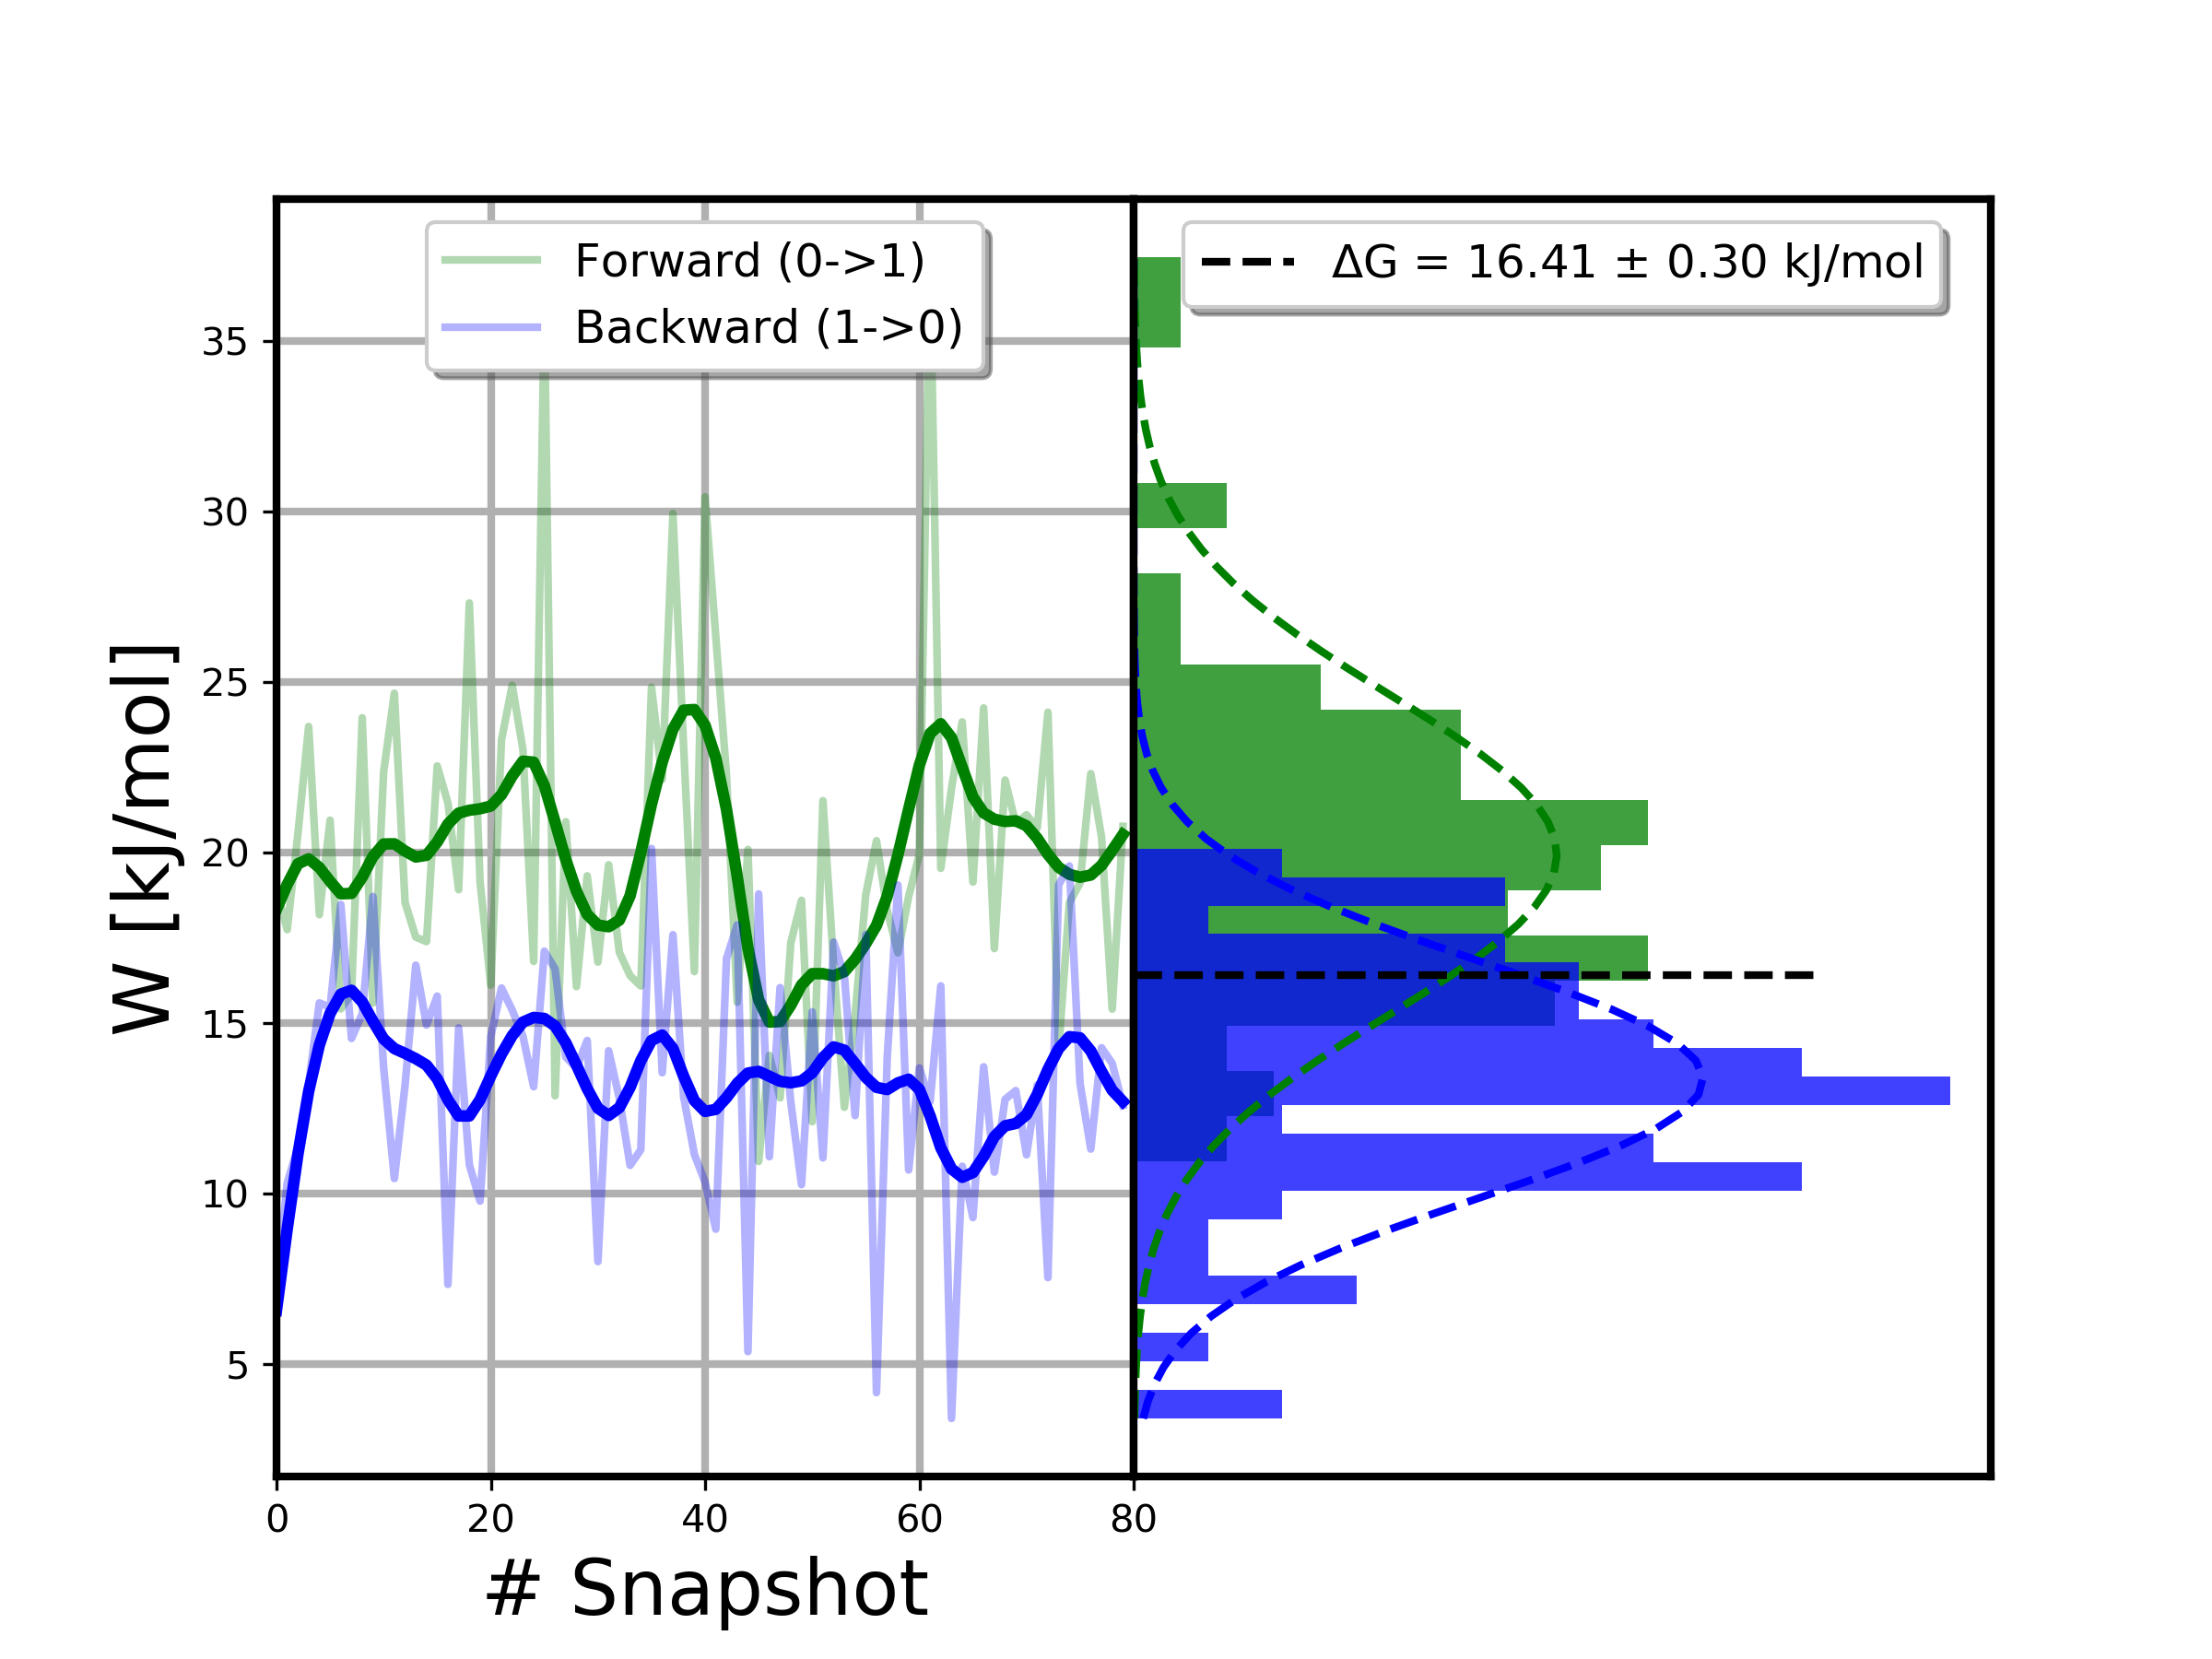 Forward (0->1)
Backward (1->0)
ΔG = 16.41 ± 0.30 kJ/mol
W [kJ/mol]
35
30
25
20
15
10
5
0 20 40 60 80
# Snapshot